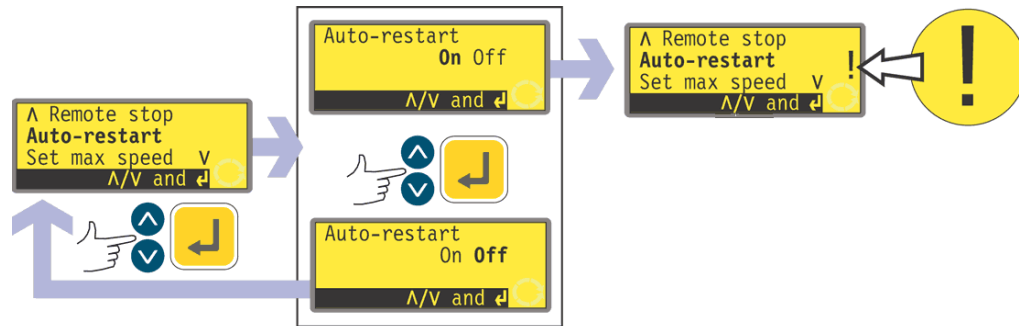 Λ Remote stop
Auto-restart
Set max speed V
Λ/V and ↵
Auto-restart
On Off
Λ/V and ↵
Auto-restart
On Off
Λ/V and ↵
Λ Remote stop
Auto-restart !
Set max speed V
Λ/V and ↵
!